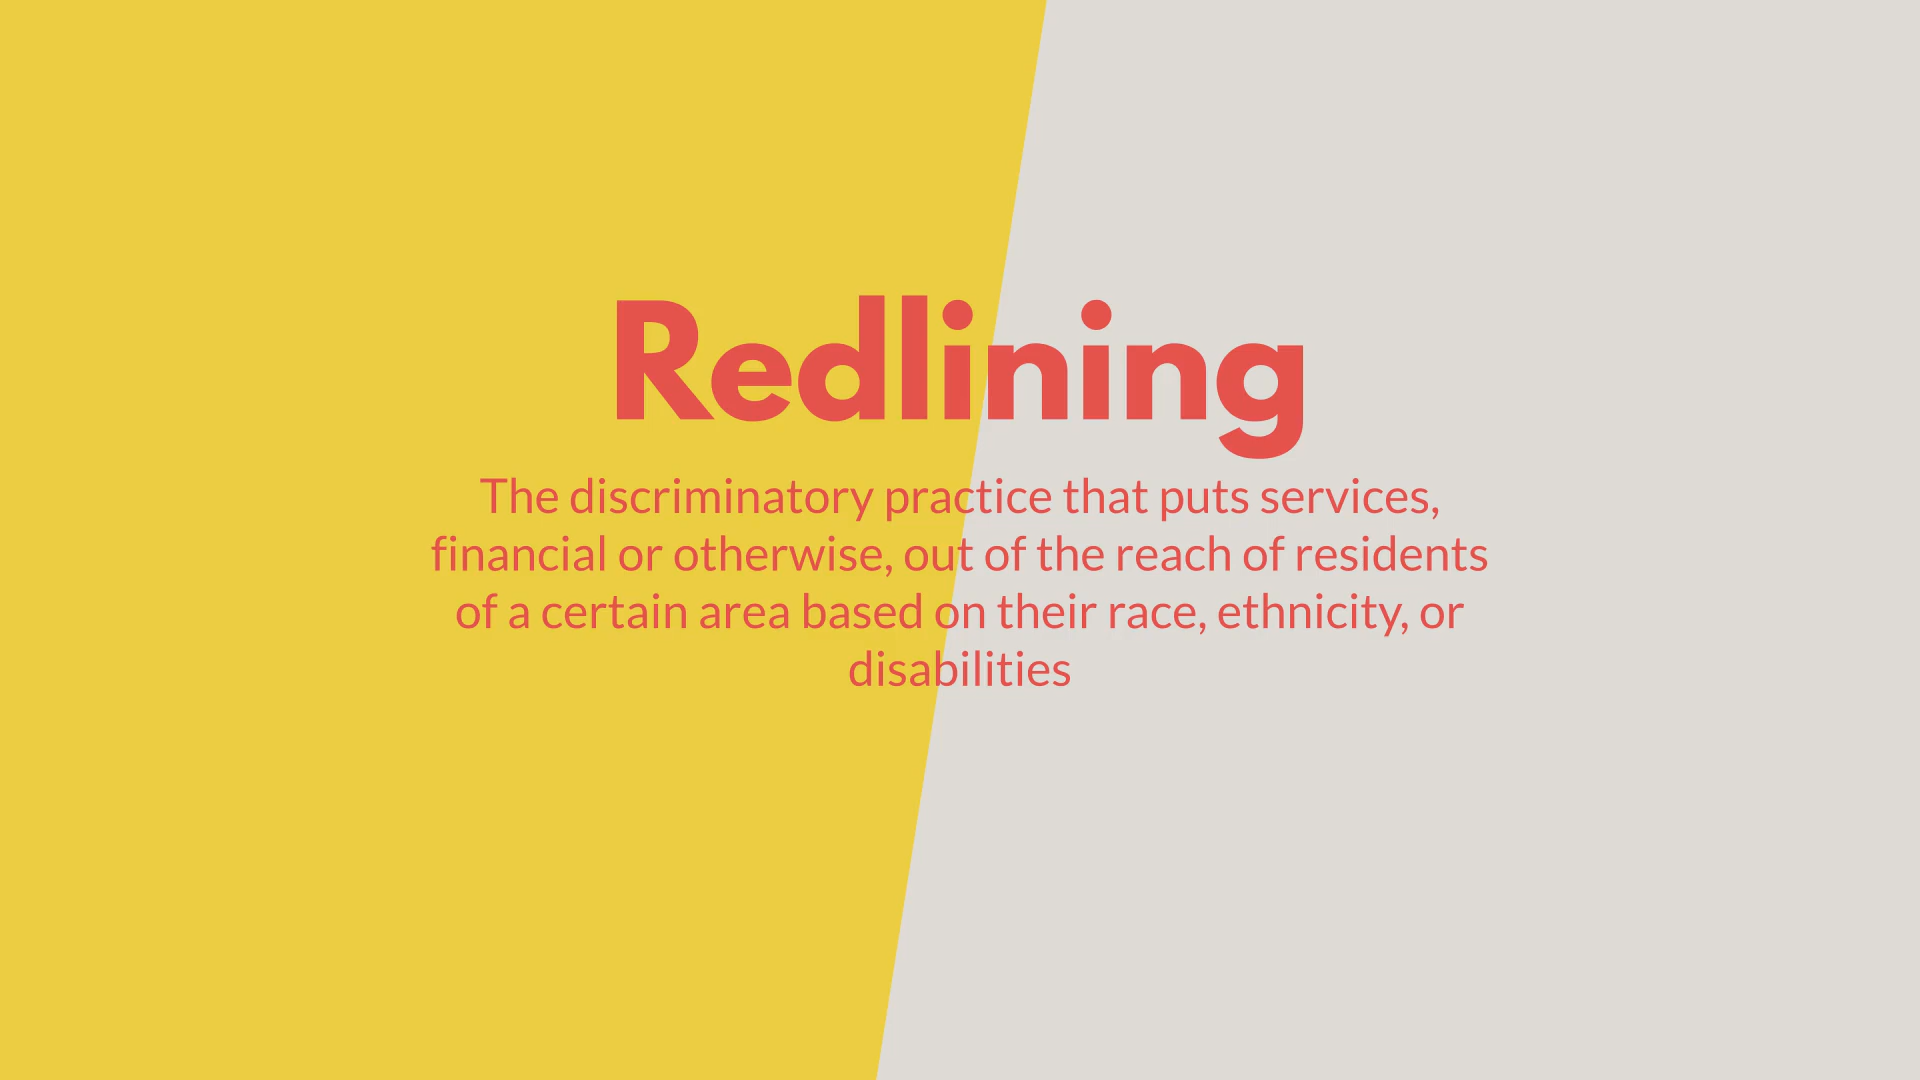 Redlining
The discriminatory practice that puts services,
financial or otherwise, out of the reach of residents
of a certain area based on their race, ethnicity, or
disabilities